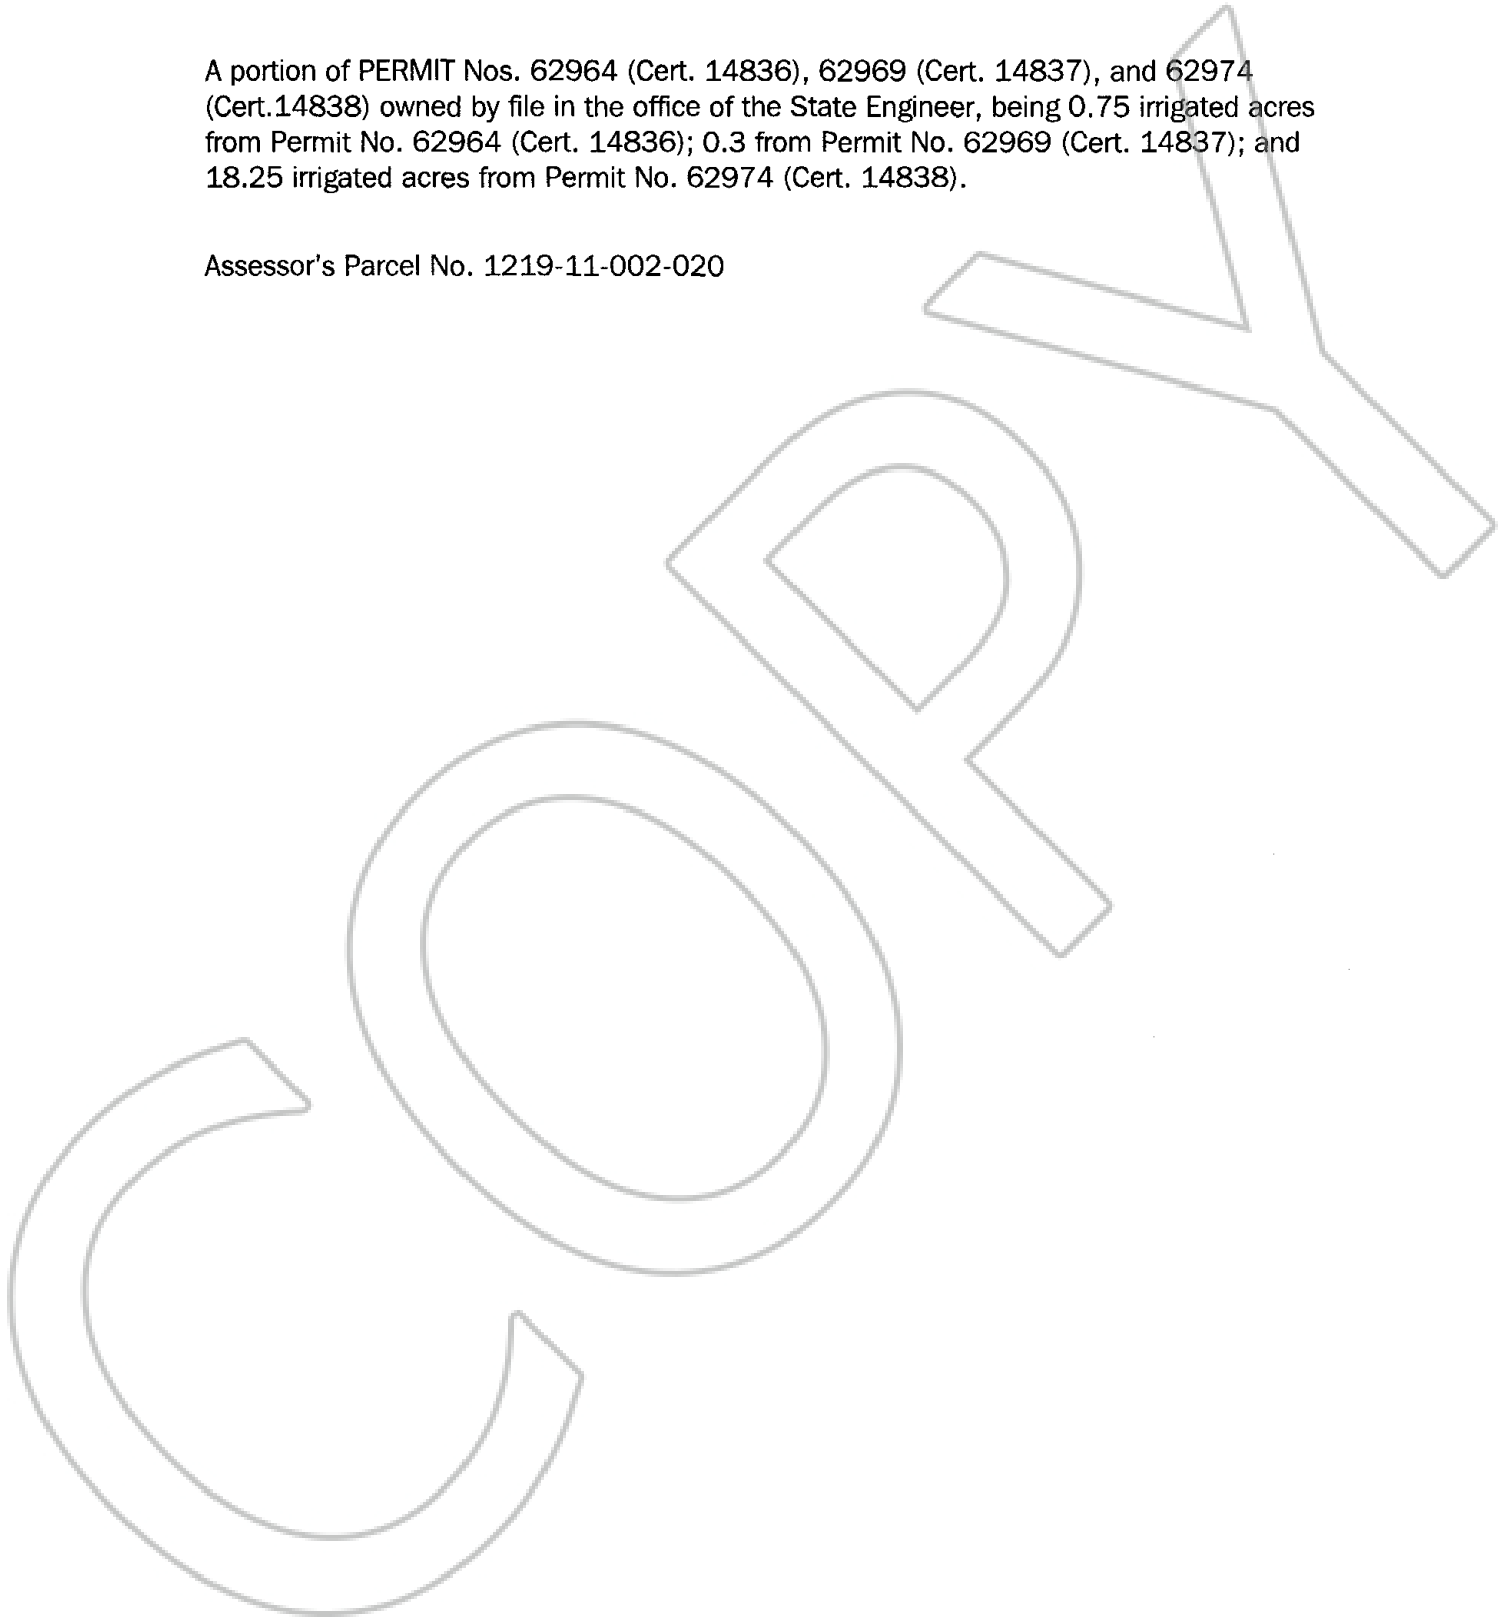 A portion of PERMIT Nos. 62964 (Cert. 14836), 62969 (Cert. 14837), and 62974
(Cert.14838) owned by file in the office of the State Engineer, being 0.75 irrigated acres
from Permit No. 62964 (Cert. 14836); 0.3 from Permit No. 62969 (Cert. 14837); and
18.25 irrigated acres from Permit No. 62974 (Cert. 14838).
Assessor's Parcel No. 1219-11-002-020
COPY